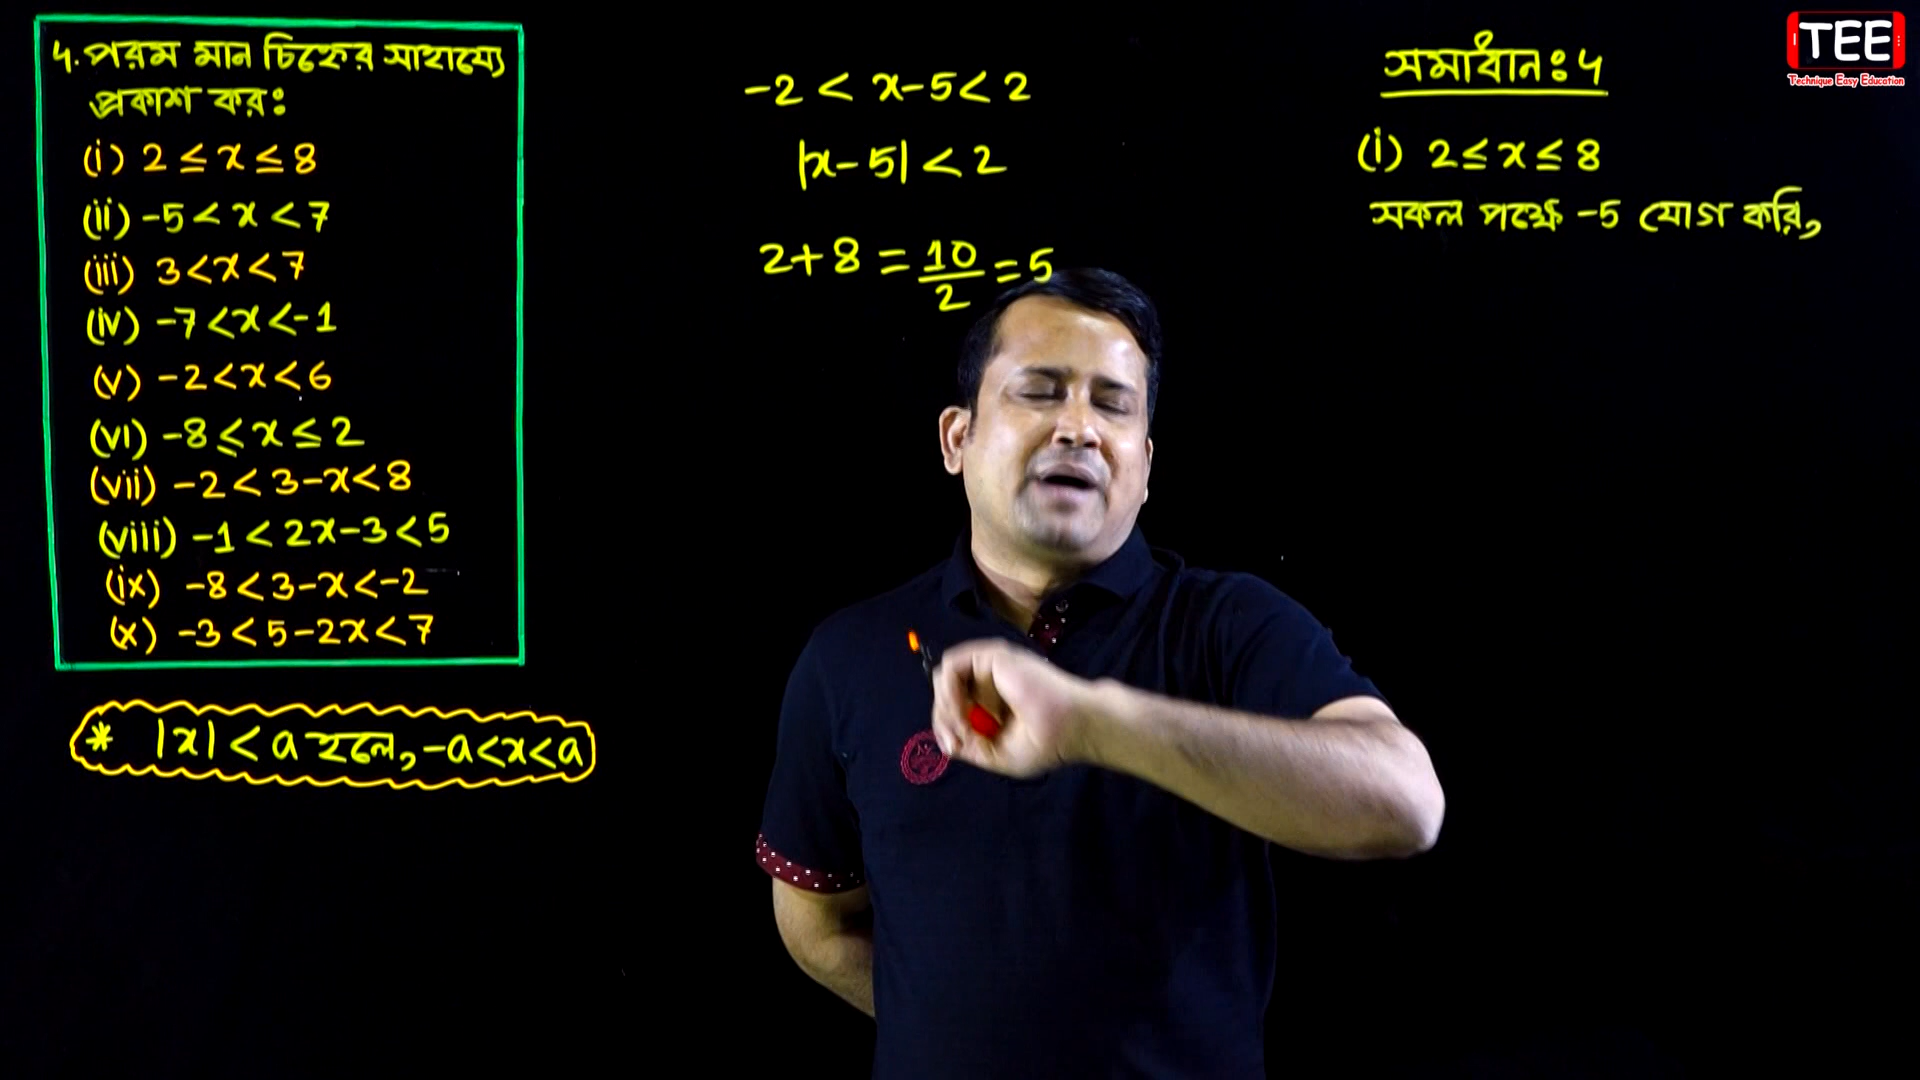 ৭. পরম মান চিহ্নের সাহায্যে
প্রকাশ কর:
(i) 2 ≤ x ≤ 8
(ii) -5 < x < 7
(iii) 3 < x < 7
(iv) -7 < x < -1
(v) -2 < x < 6
(vi) -8 ≤ x ≤ 2
(vii) -2 < 3-x < 8
(viii) -1 < 2x-3 < 5
(ix) -8 < 3-x < -2
(x) -3 < 5-2x < 7
* |x| < a হলে, -a < x < a
-2 < x-5 < 2
|x-5| < 2
2+8 = 10/2 = 5
সমাধান: ৭
(i) 2 ≤ x ≤ 8
সকল পক্ষে -5 যোগ করি,
TEE
Technique Easy Education